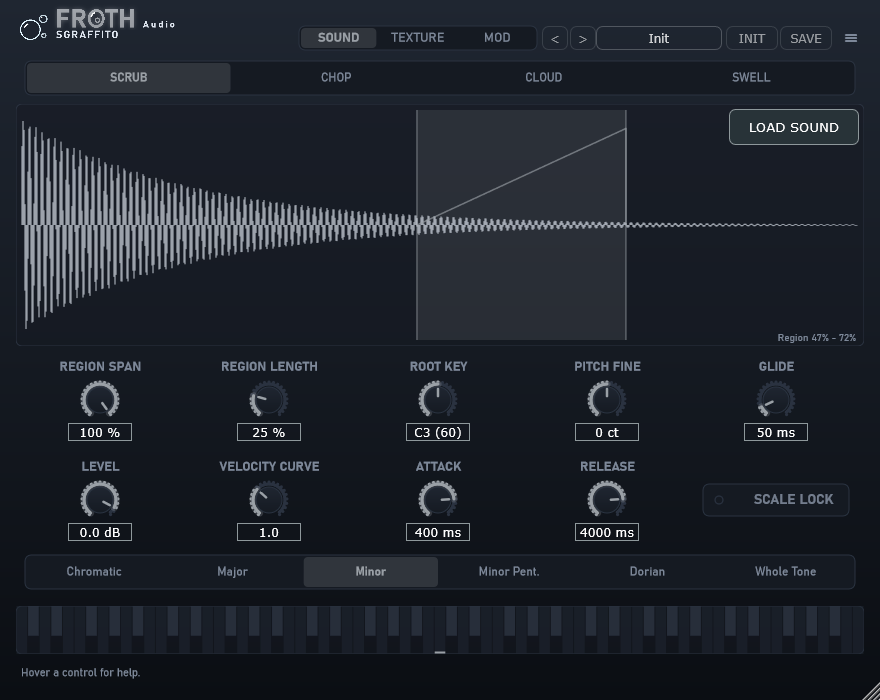 FROTH Audio
SGRAFFITO
SOUND TEXTURE MOD < > Init INIT SAVE
SCRUB CHOP CLOUD SWELL
LOAD SOUND
Region 47% - 72%
REGION SPAN REGION LENGTH ROOT KEY PITCH FINE GLIDE
100 % 25 % C3 (60) 0 ct 50 ms
LEVEL VELOCITY CURVE ATTACK RELEASE
SCALE LOCK
0.0 dB 1.0 400 ms 4000 ms
Chromatic Major Minor Minor Pent. Dorian Whole Tone
Hover a control for help.